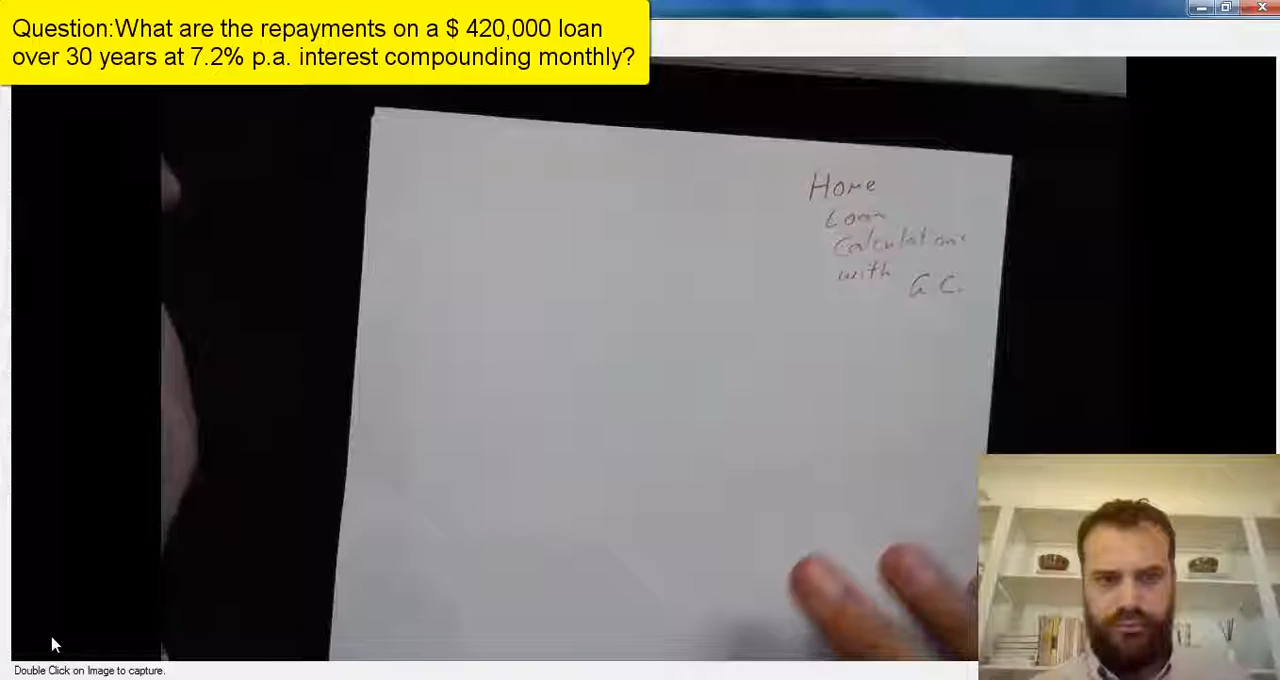 Question:What are the repayments on a $ 420,000 loan
over 30 years at 7.2% p.a. interest compounding monthly?
Home
Loan
Calculations
with G C.
Double Click on Image to capture.